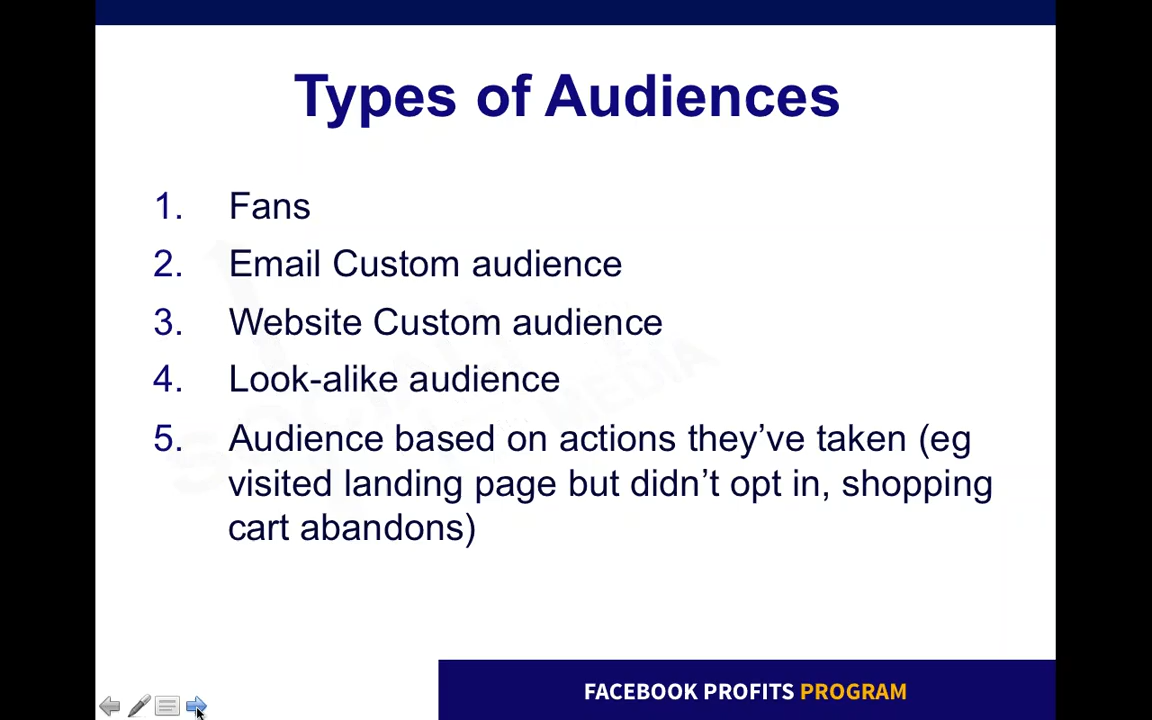 Types of Audiences
1. Fans
2. Email Custom audience
3. Website Custom audience
4. Look-alike audience
5. Audience based on actions they’ve taken (eg
visited landing page but didn’t opt in, shopping
cart abandons)
SOCIAL
MEDIA
FACEBOOK PROFITS PROGRAM